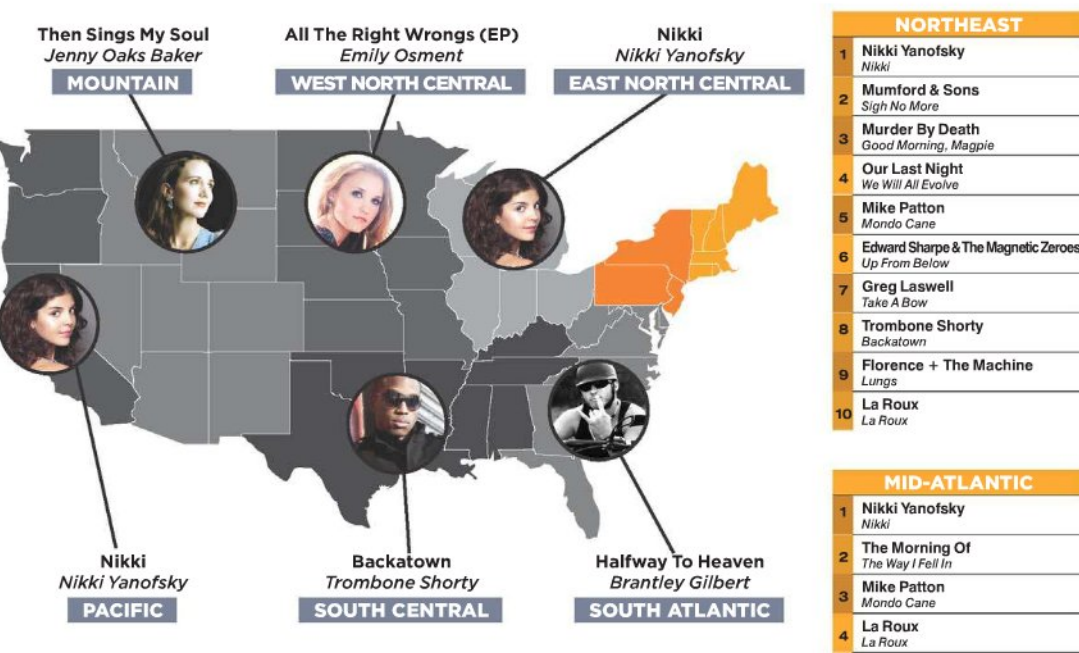 Then Sings My Soul
Jenny Oaks Baker
MOUNTAIN
All The Right Wrongs (EP)
Emily Osment
WEST NORTH CENTRAL
Nikki
Nikki Yanofsky
EAST NORTH CENTRAL
Nikki
Nikki Yanofsky
PACIFIC
Backatown
Trombone Shorty
SOUTH CENTRAL
Halfway To Heaven
Brantley Gilbert
SOUTH ATLANTIC
NORTHEAST
1 Nikki Yanofsky
Nikki
2 Mumford & Sons
Sigh No More
3 Murder By Death
Good Morning, Magpie
4 Our Last Night
We Will All Evolve
5 Mike Patton
Mondo Cane
6 Edward Sharpe & The Magnetic Zeroes
Up From Below
7 Greg Laswell
Take A Bow
8 Trombone Shorty
Backatown
9 Florence + The Machine
Lungs
10 La Roux
La Roux
MID-ATLANTIC
1 Nikki Yanofsky
Nikki
2 The Morning Of
The Way I Fell In
3 Mike Patton
Mondo Cane
4 La Roux
La Roux